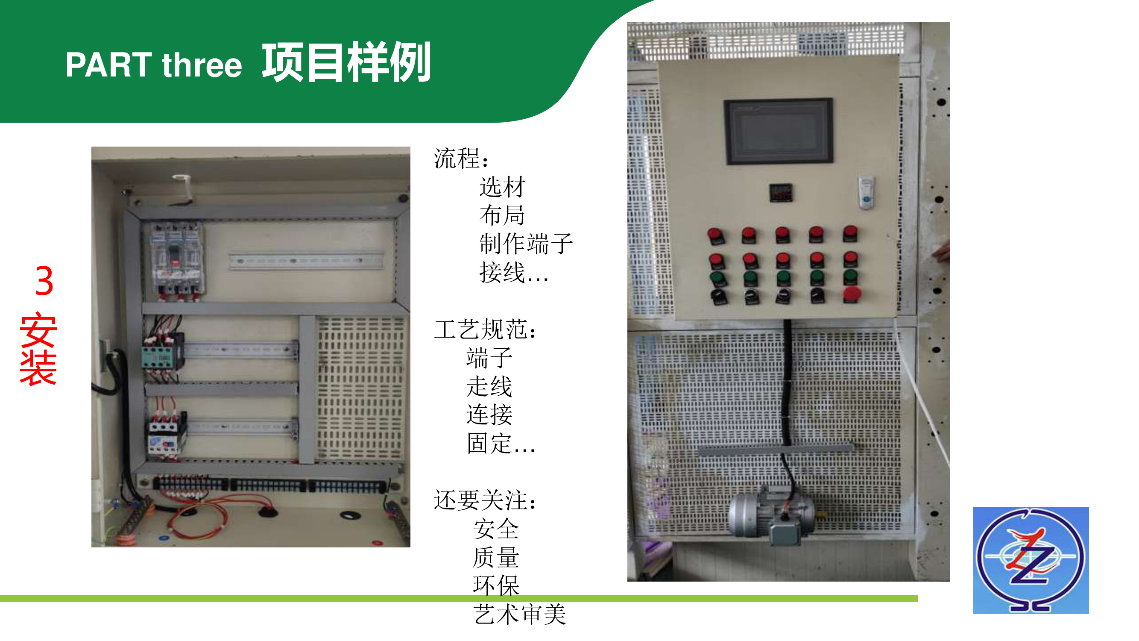 PART three 项目样例
3
安
装
流程：
选材
布局
制作端子
接线…
工艺规范：
端子
走线
连接
固定…
还要关注：
安全
质量
环保
艺术审美